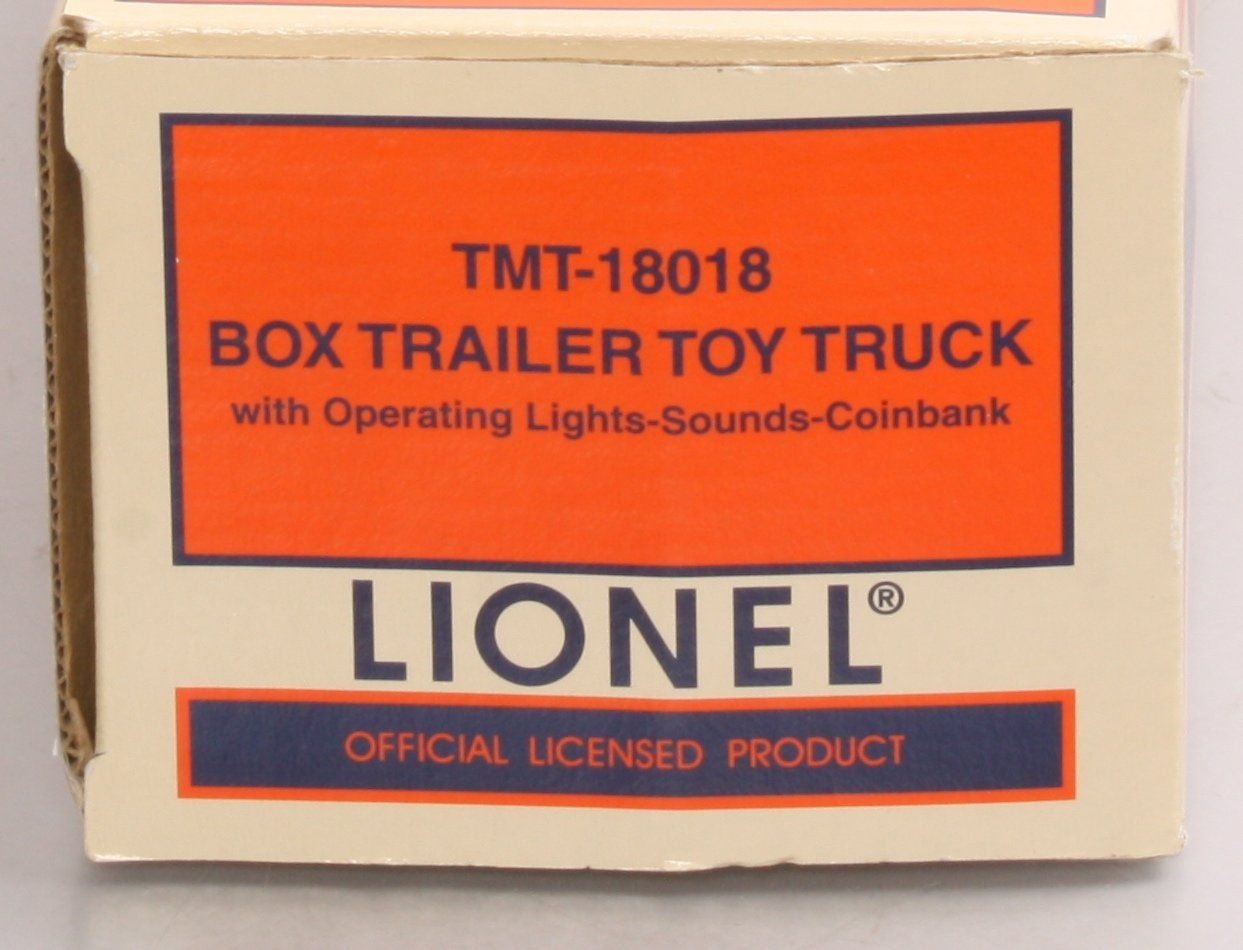 TMT-18018
BOX TRAILER TOY TRUCK
with Operating Lights-Sounds-Coinbank
LIONEL®
OFFICIAL LICENSED PRODUCT